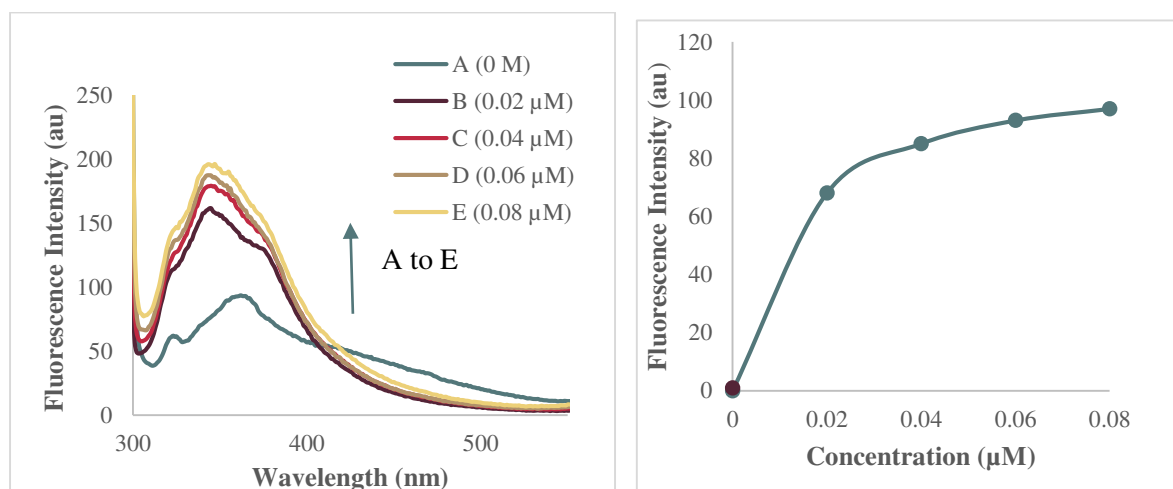 Fluorescence Intensity (au)
250
200
150
100
50
0
300
400
500
Wavelength (nm)
A (0 M)
B (0.02 µM)
C (0.04 µM)
D (0.06 µM)
E (0.08 µM)
A to E
Fluorescence Intensity (au)
120
100
80
60
40
20
0
0
0.02
0.04
0.06
0.08
Concentration (µM)